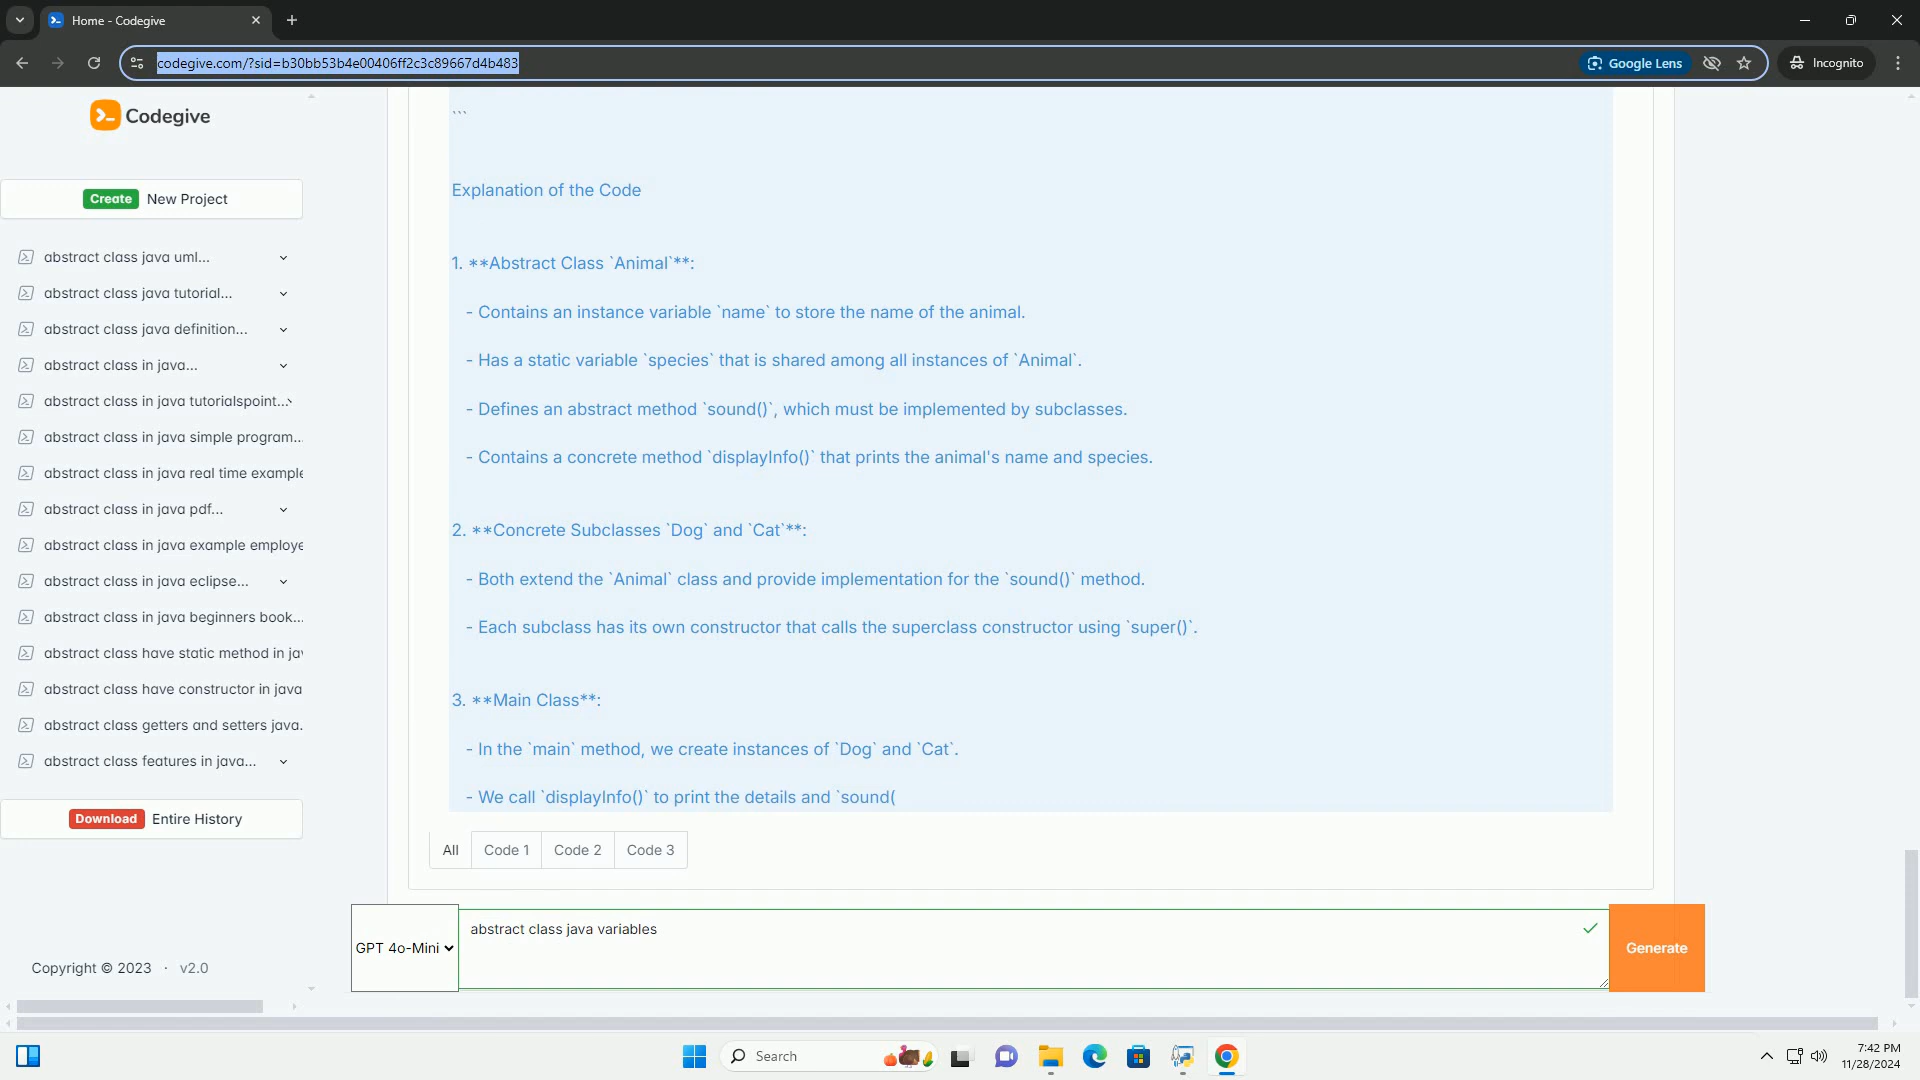 Home - Codegive
codegive.com/?sid=b30bb53b4e00406ff2c3c89667d4b483
Google Lens
Incognito
Codegive
Create New Project
abstract class java uml...
abstract class java tutorial...
abstract class java definition...
abstract class in java...
abstract class in java tutorialspoint...
abstract class in java simple program...
abstract class in java real time example
abstract class in java pdf...
abstract class in java example employe
abstract class in java eclipse...
abstract class in java beginners book...
abstract class have static method in jav
abstract class have constructor in java
abstract class getters and setters java.
abstract class features in java...
Download Entire History
Copyright © 2023 · v2.0
```
Explanation of the Code
1. **Abstract Class `Animal`**:
- Contains an instance variable `name` to store the name of the animal.
- Has a static variable `species` that is shared among all instances of `Animal`.
- Defines an abstract method `sound()`, which must be implemented by subclasses.
- Contains a concrete method `displayInfo()` that prints the animal's name and species.
2. **Concrete Subclasses `Dog` and `Cat`**:
- Both extend the `Animal` class and provide implementation for the `sound()` method.
- Each subclass has its own constructor that calls the superclass constructor using `super()`.
3. **Main Class**:
- In the `main` method, we create instances of `Dog` and `Cat`.
- We call `displayInfo()` to print the details and `sound(
All Code 1 Code 2 Code 3
GPT 4o-Mini
abstract class java variables
Generate
Search
7:42 PM
11/28/2024